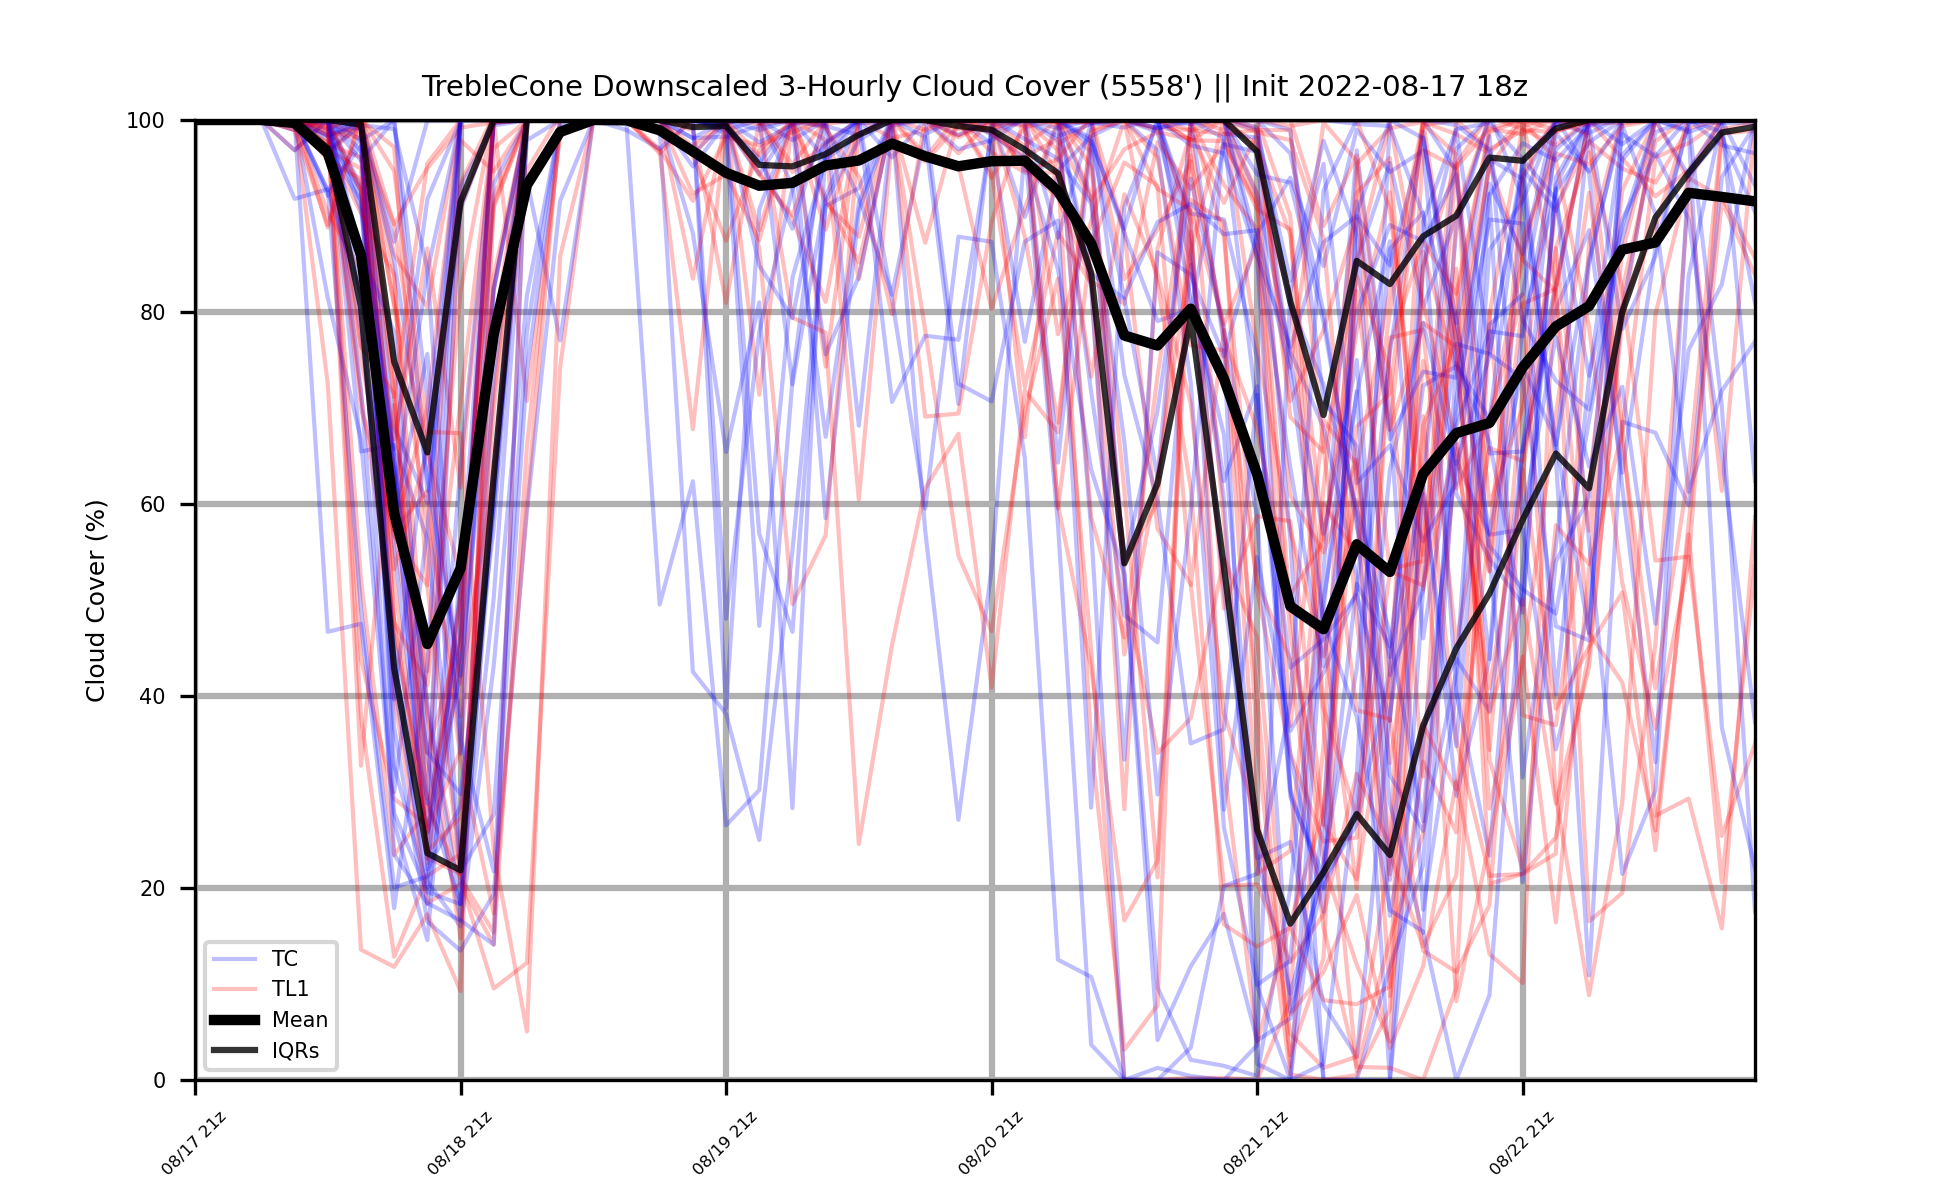 TrebleCone Downscaled 3-Hourly Cloud Cover (5558') || Init 2022-08-17 18z
Cloud Cover (%)
100
80
60
40
20
0
TC
TL1
Mean
IQRs
08/17 21z
08/18 21z
08/19 21z
08/20 21z
08/21 21z
08/22 21z